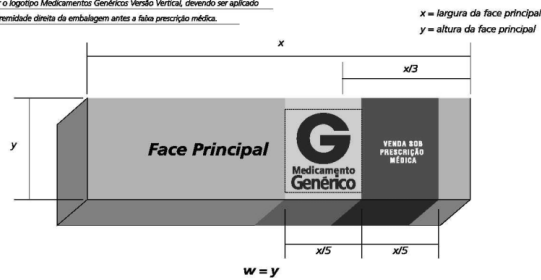 o logotipo Medicamentos Genéricos Versão Vertical, devendo ser aplicado
remidade direita da embalagem antes a faixa prescrição médica.
x = largura da face principal
y = altura da face principal
x
x/3
y
Face Principal
G
Medicamento
Genérico
VENDA SOB
PRESCRIÇÃO
MÉDICA
x/5
x/5
w = y